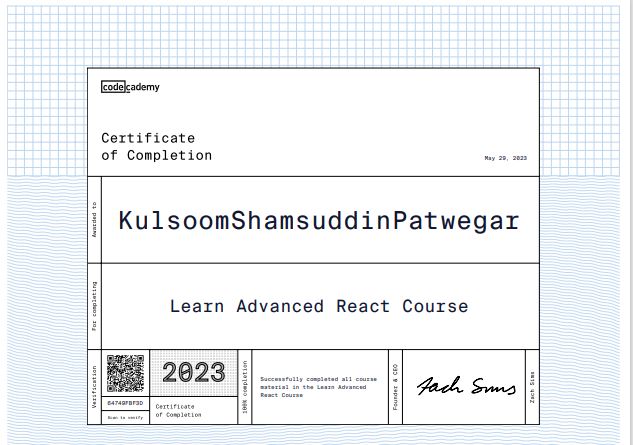 codecademy
Certificate
of Completion
May 29, 2023
Awarded to
KulsoomShamsuddinPatwegar
For completing
Learn Advanced React Course
Verification
64749FBF3D
Scan to verify
2023
Certificate
of Completion
100% completion
Successfully completed all course
material in the Learn Advanced
React Course
Founder & CEO
Zach Sims
Zach Sims